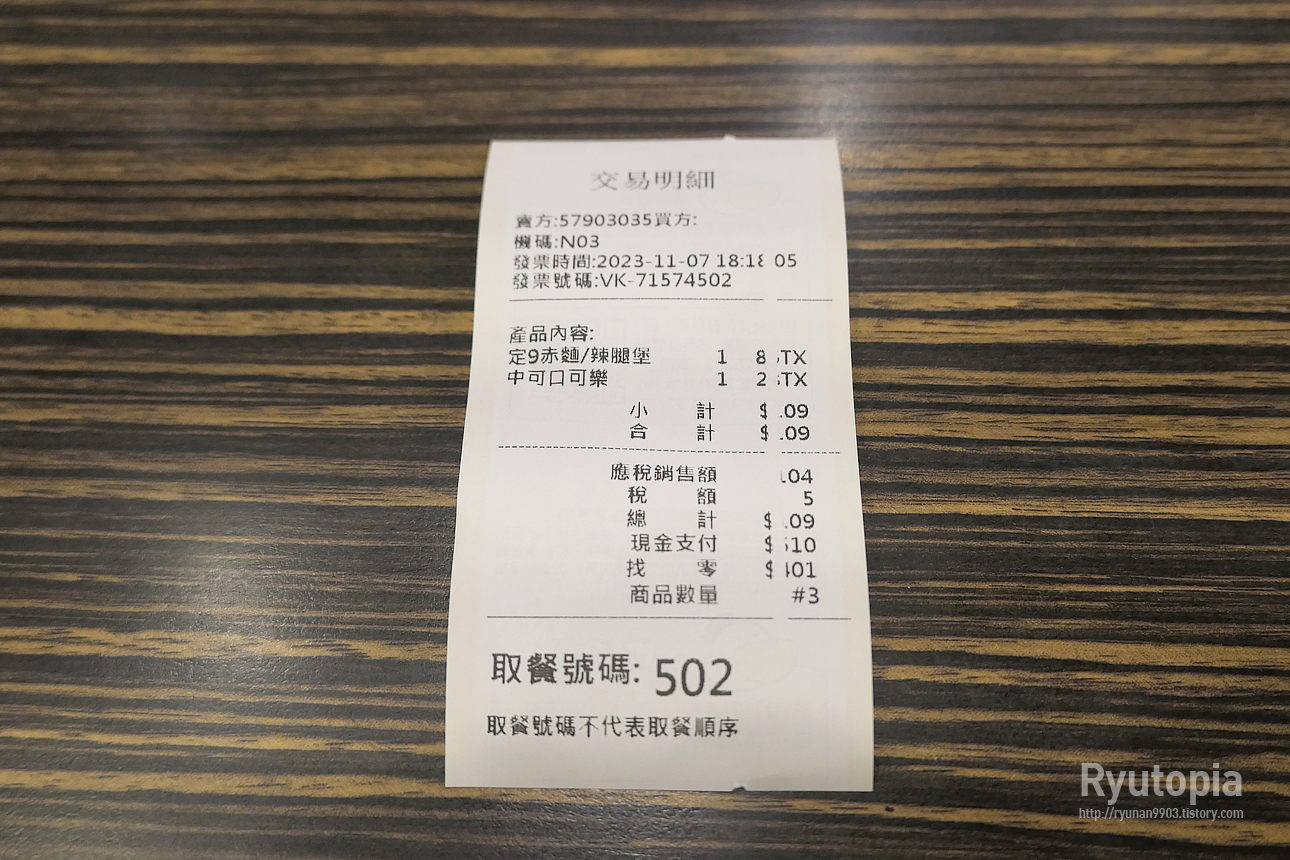 交易明細
賣方:57903035買方:
機碼:N03
發票時間:2023-11-07 18:18 05
發票號碼:VK-71574502
產品內容:
定9赤麵/辣腿堡 1 8 TX
中可口可樂 1 2 TX
小 計 $ .09
合 計 $ .09
應稅銷售額 104
稅 額 5
總 計 $ .09
現金支付 $ 510
找 零 $ 401
商品數量 #3
取餐號碼: 502
取餐號碼不代表取餐順序
Ryutopia
http://ryunan9903.tistory.com